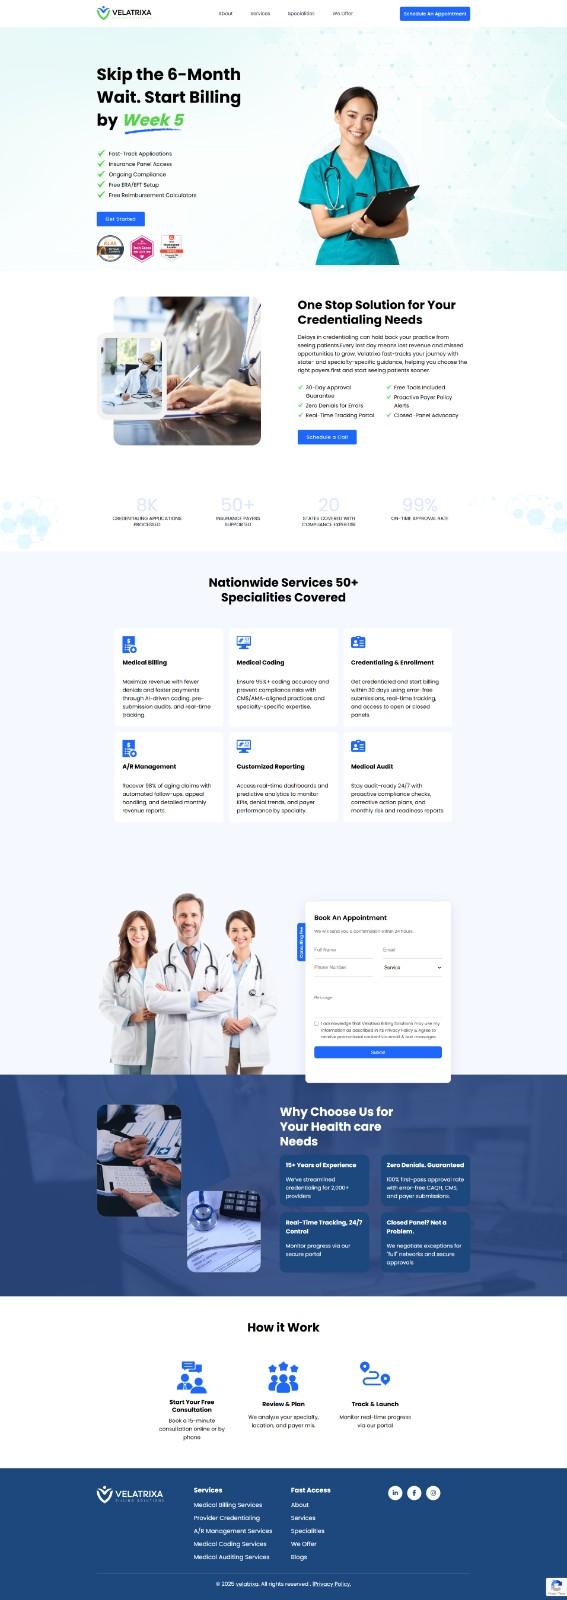 VELATRIXA
About Services Specialities We Offer
Schedule An Appointment
Skip the 6-Month
Wait. Start Billing
by Week 5
Fast-Track Applications
Insurance Panel Access
Ongoing Compliance
Free ERA/EFT Setup
Free Reimbursement Calculators
Get Started
One Stop Solution for Your
Credentialing Needs
Delays in credentialing can hold back your practice from
seeing patients.Every lost day means lost revenue and missed
opportunities to grow. Velatrixa fast-tracks your journey with
state- and specialty-specific guidance, helping you choose the
right payers first and start seeing patients sooner.
30-Day Approval
Guarantee
Zero Denials for Errors
Real-Time Tracking Portal
Free Tools Included
Proactive Payer Policy
Alerts
Closed-Panel Advocacy
Schedule a Call
8K
CREDENTIALING APPLICATIONS
PROCESSED
50+
INSURANCE PAYERS
SUPPORTED
20
STATES COVERED WITH
COMPLIANCE EXPERTISE
99%
ON-TIME APPROVAL RATE
Nationwide Services 50+
Specialities Covered
Medical Billing
Maximize revenue with fewer
denials and faster payments
through AI-driven coding, pre-
submission audits, and real-time
tracking.
Medical Coding
Ensure 95%+ coding accuracy and
prevent compliance risks with
CMS/AMA-aligned practices and
specialty-specific expertise.
Credentialing & Enrollment
Get credentialed and start billing
within 30 days using error-free
submissions, real-time tracking,
and access to open or closed
panels.
A/R Management
Recover 98% of aging claims with
automated follow-ups, appeal
handling, and detailed monthly
revenue reports.
Customized Reporting
Access real-time dashboards and
predictive analytics to monitor
KPIs, denial trends, and payer
performance by specialty.
Medical Audit
Stay audit-ready 24/7 with
proactive compliance checks,
corrective action plans, and
monthly risk and readiness reports.
Book An Appointment
We will send you a confirmation within 24 hours.
Consulting Fee
Full Name
Email
Phone Number
Service
Message
I acknowledge that Velatrixa Billing Solutions may use my
information as described in its Privacy Policy & Agree to
receive promotional content via email & text messages.
Submit
Why Choose Us for
Your Health care
Needs
15+ Years of Experience
We've streamlined
credentialing for 2,000+
providers
Zero Denials. Guaranteed
100% first-pass approval rate
with error-free CAQH, CMS,
and payer submissions.
Real-Time Tracking, 24/7
Control
Monitor progress via our
secure portal
Closed Panel? Not a
Problem.
We negotiate exceptions for
"full" networks and secure
approvals
How it Work
Start Your Free
Consultation
Book a 15-minute
consultation online or by
phone
Review & Plan
We analyze your specialty,
location, and payer mix.
Track & Launch
Monitor real-time progress
via our portal
VELATRIXA
BILLING SOLUTIONS
Services
Medical Billing Services
Provider Credentialing
A/R Management Services
Medical Coding Services
Medical Auditing Services
Fast Access
About
Services
Specialities
We Offer
Blogs
© 2025 velatrixa. All rights reserved . |Privacy Policy.